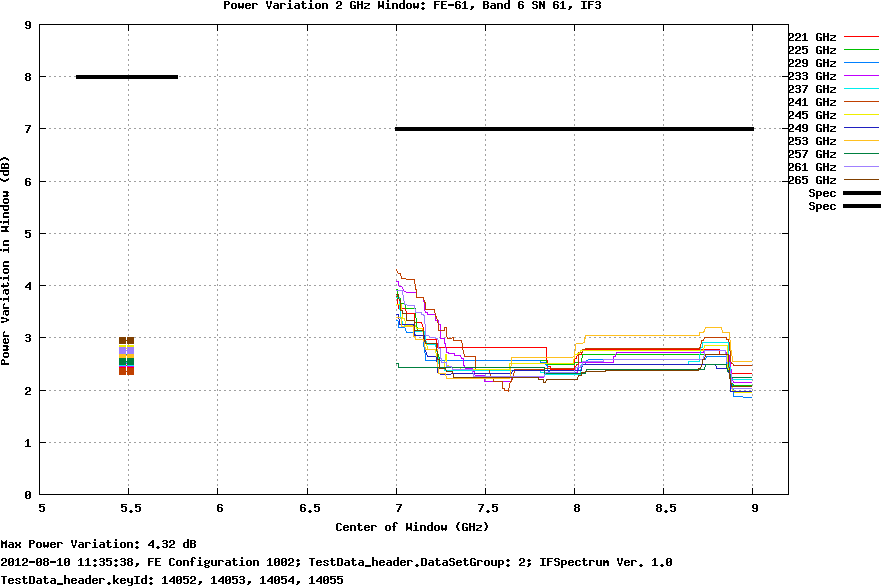 Power Variation 2 GHz Window: FE-61, Band 6 SN 61, IF3
9
8
7
6
5
4
3
2
1
0
Power Variation in Window (dB)
5
5.5
6
6.5
7
7.5
8
8.5
9
Center of Window (GHz)
221 GHz
225 GHz
229 GHz
233 GHz
237 GHz
241 GHz
245 GHz
249 GHz
253 GHz
257 GHz
261 GHz
265 GHz
Spec
Spec
Max Power Variation: 4.32 dB
2012-08-10 11:35:38, FE Configuration 1002; TestData_header.DataSetGroup: 2; IFSpectrum Ver. 1.0
TestData_header.keyId: 14052, 14053, 14054, 14055